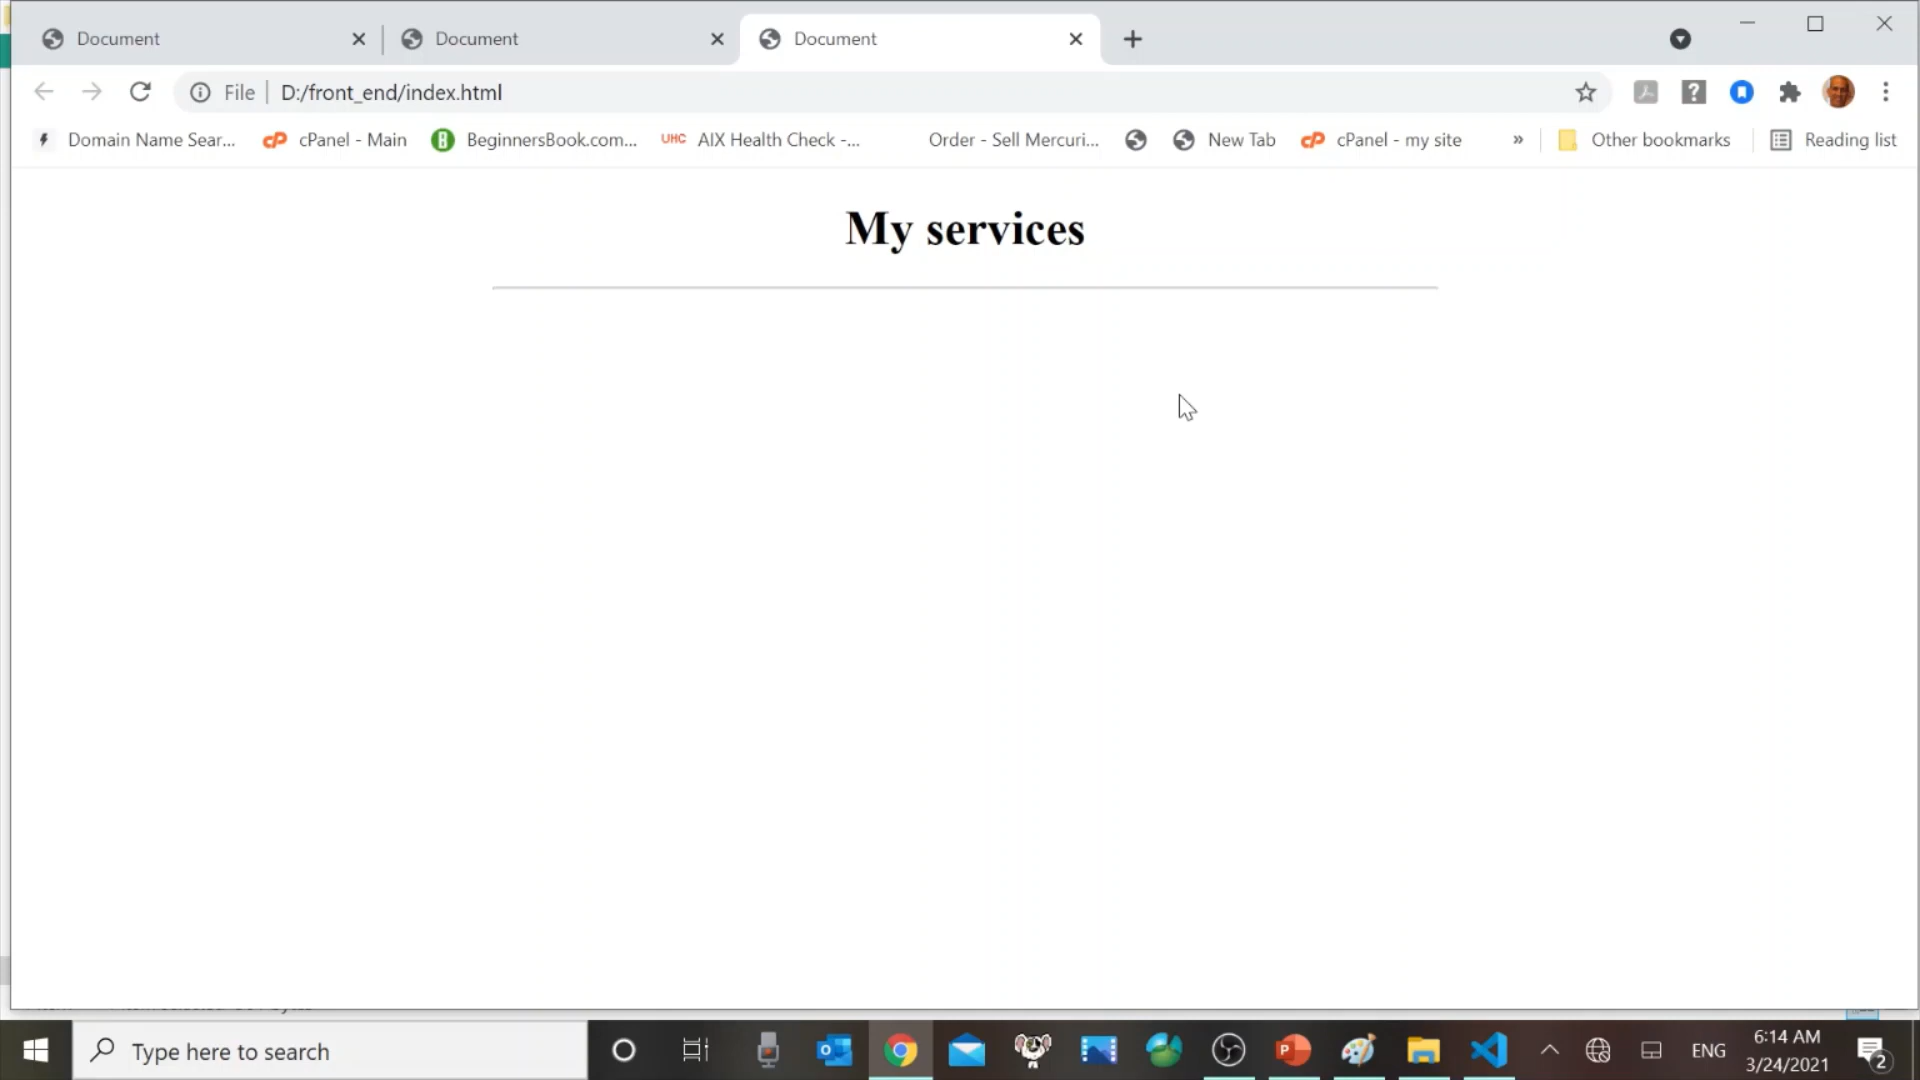 Document
Document
Document
File
D:/front_end/index.html
Domain Name Sear...
cPanel - Main
BeginnersBook.com...
UHC
AIX Health Check -...
Order - Sell Mercuri...
New Tab
cPanel - my site
»
Other bookmarks
Reading list
My services
Type here to search
ENG
6:14 AM
3/24/2021
2